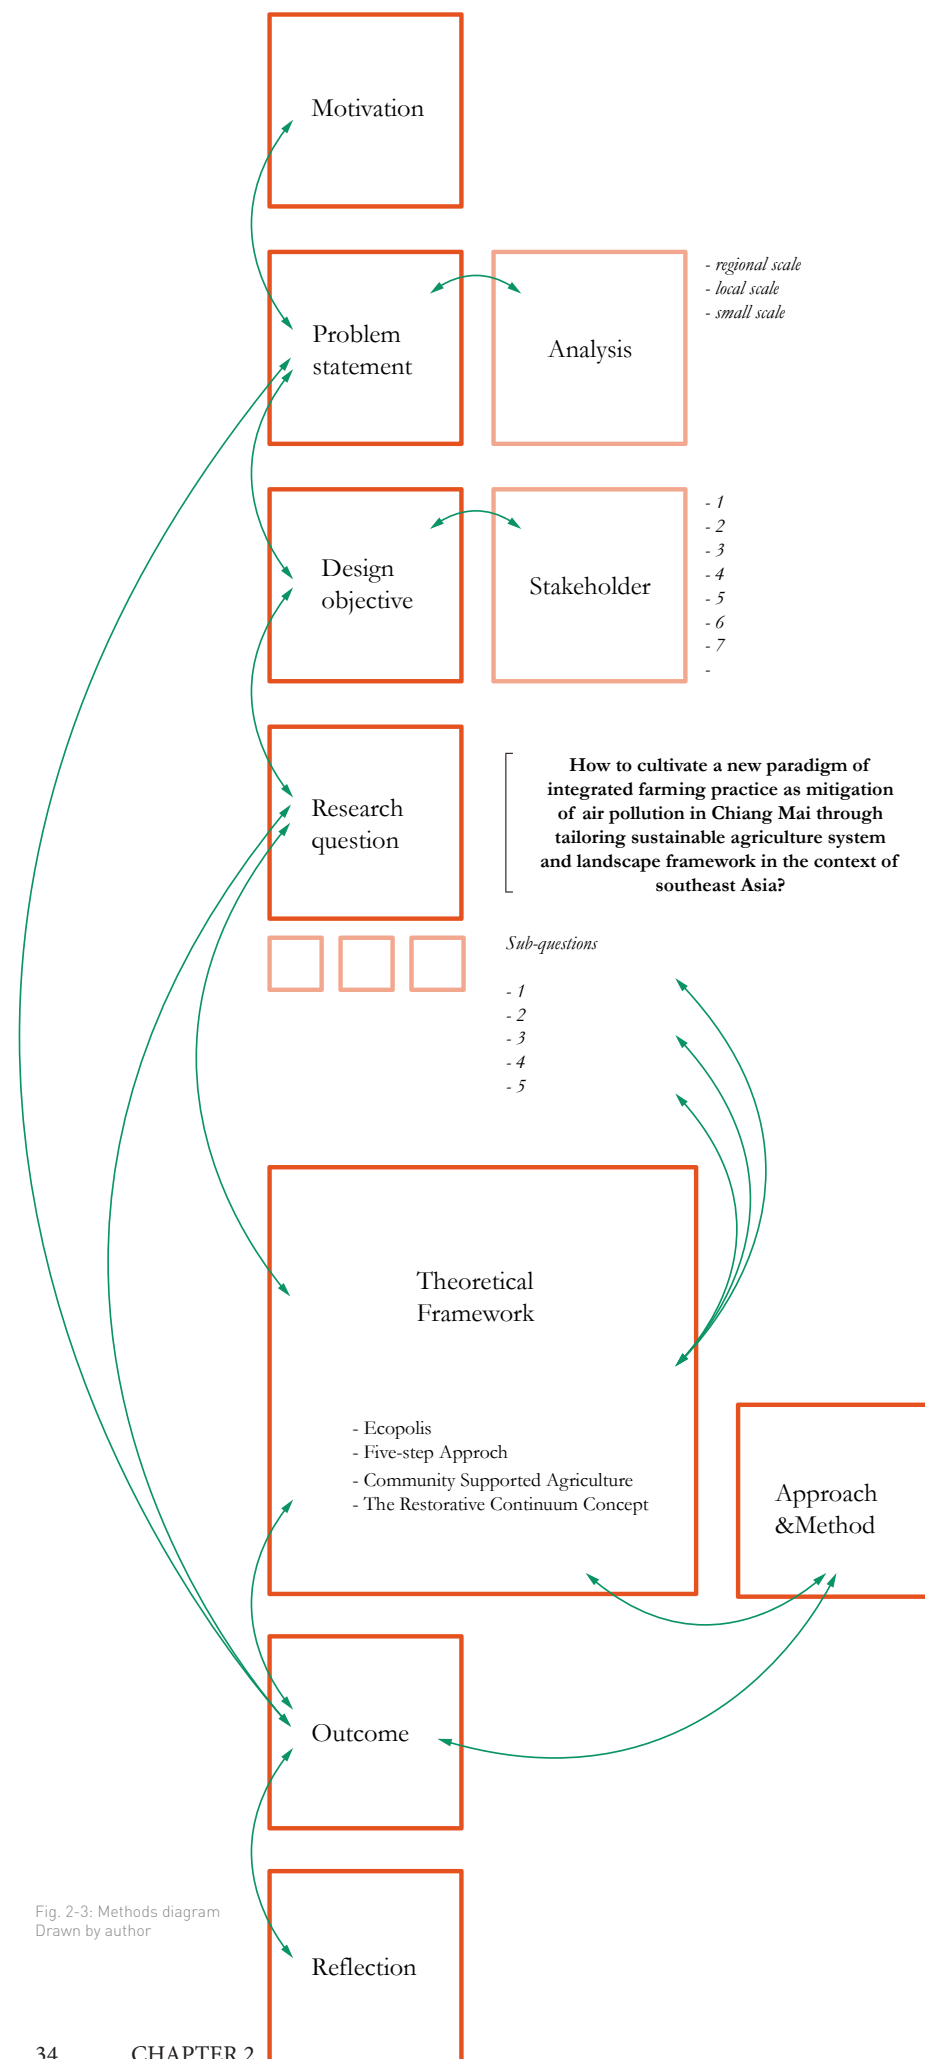 Motivation
Problem
statement
Analysis
- regional scale
- local scale
- small scale
Design
objective
Stakeholder
- 1
- 2
- 3
- 4
- 5
- 6
- 7
-
Research
question
How to cultivate a new paradigm of
integrated farming practice as mitigation
of air pollution in Chiang Mai through
tailoring sustainable agriculture system
and landscape framework in the context of
southeast Asia?
Sub-questions
- 1
- 2
- 3
- 4
- 5
Theoretical
Framework
- Ecopolis
- Five-step Approch
- Community Supported Agriculture
- The Restorative Continuum Concept
Approach
&Method
Outcome
Reflection
Fig. 2-3: Methods diagram
Drawn by author
34 CHAPTER 2